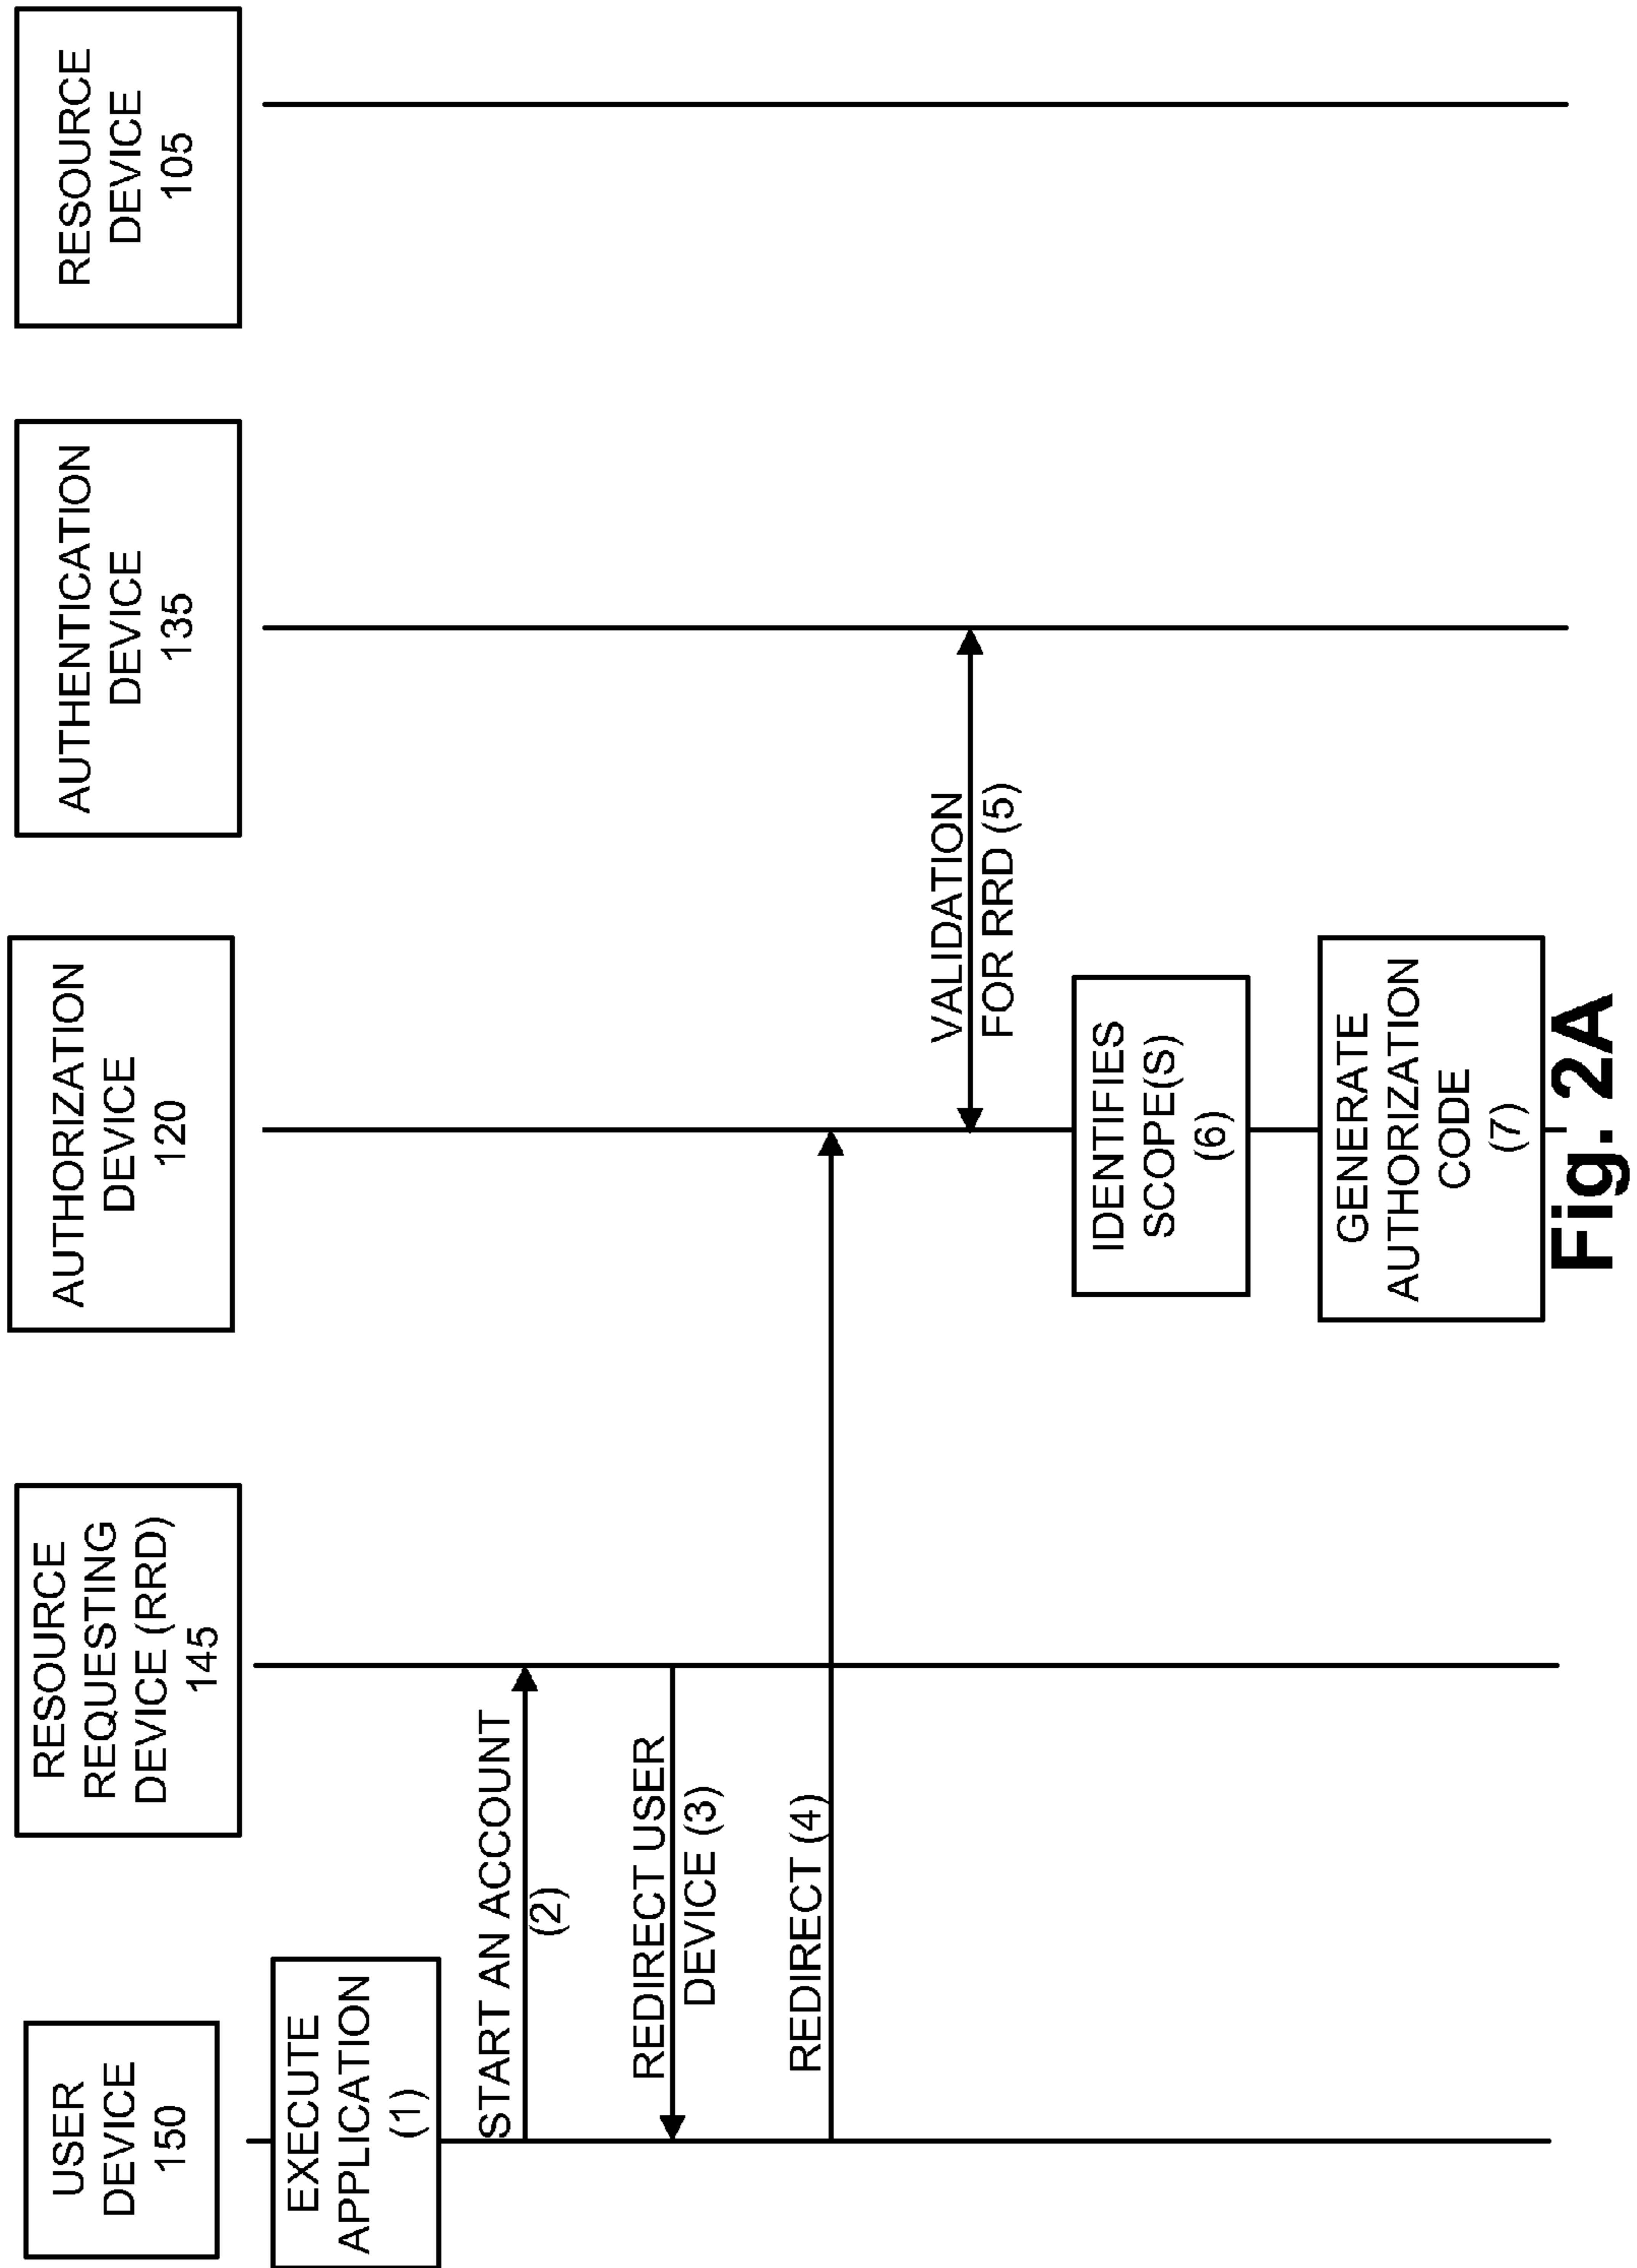 USER
DEVICE
150
RESOURCE
REQUESTING
DEVICE (RRD)
145
AUTHORIZATION
DEVICE
120
AUTHENTICATION
DEVICE
135
RESOURCE
DEVICE
105
EXECUTE
APPLICATION
(1)
START AN ACCOUNT
(2)
REDIRECT USER
DEVICE (3)
REDIRECT (4)
VALIDATION
FOR RRD (5)
IDENTIFIES
SCOPE(S)
(6)
GENERATE
AUTHORIZATION
CODE
(7)
Fig. 2A